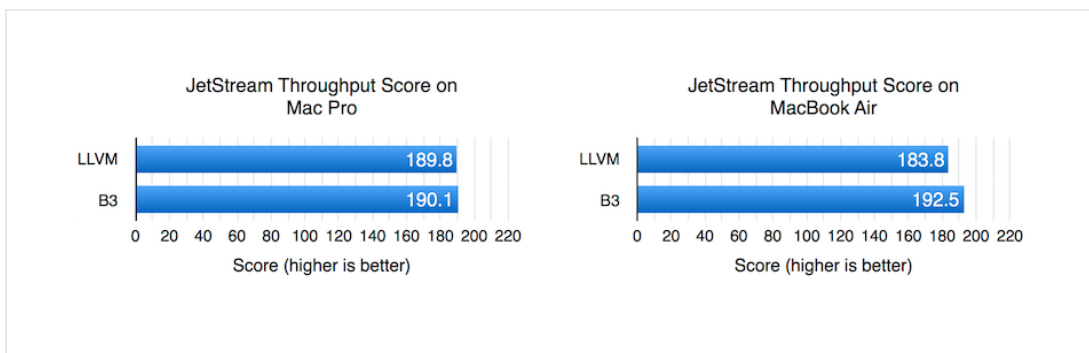 JetStream Throughput Score on
Mac Pro
LLVM
189.8
B3
190.1
0 20 40 60 80 100 120 140 160 180 200 220
Score (higher is better)
JetStream Throughput Score on
MacBook Air
LLVM
183.8
B3
192.5
0 20 40 60 80 100 120 140 160 180 200 220
Score (higher is better)